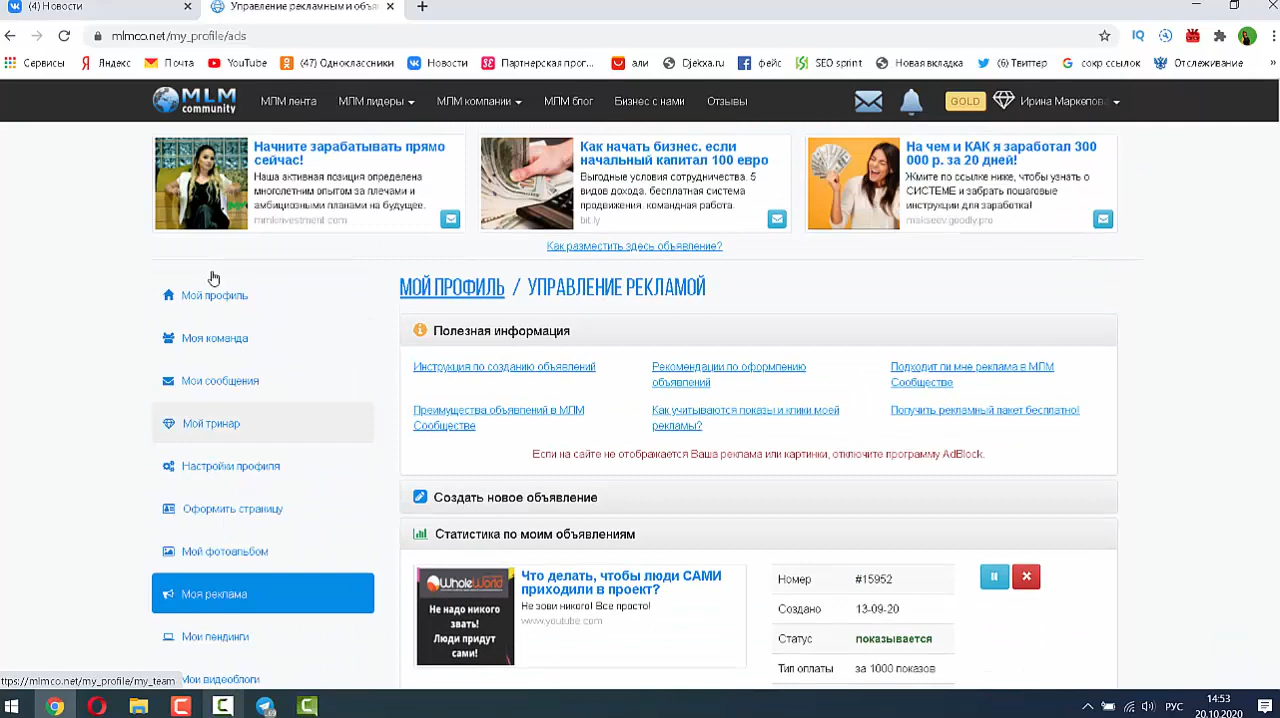 (4) Новости
Управление рекламным и объя
mlmco.net/my_profile/ads
IQ
Сервисы
Яндекс
Почта
YouTube
(47) Одноклассники
Новости
Партнерская прог...
али
Djekxa.ru
фейс
SEO sprint
Новая вкладка
(6) Твиттер
сокр ссылок
Отслеживание
»
MLM
community
МЛМ лента
МЛМ лидеры
МЛМ компании
МЛМ блог
Бизнес с нами
Отзывы
GOLD
Ирина Маркелова
Начните зарабатывать прямо
сейчас!
Наша активная позиция определена
многолетним опытом за плечами и
амбициозными планами на будущее.
mmkinvestment.com
Как начать бизнес. если
начальный капитал 100 евро
Выгодные условия сотрудничества. 5
видов дохода. бесплатная система
продвижения. командная работа.
bit.ly
На чем и КАК я заработал 300
000 р. за 20 дней!
Жмите по ссылке ниже, чтобы узнать о
СИСТЕМЕ и забрать пошаговые
инструкции для заработка!
makseev.goodly.pro
Как разместить здесь объявление?
Мой профиль
Моя команда
Мои сообщения
Мой тринар
Настройки профиля
Оформить страницу
Мой фотоальбом
Моя реклама
Мои лендинги
Мои видеоблоги
МОЙ ПРОФИЛЬ / УПРАВЛЕНИЕ РЕКЛАМОЙ
Полезная информация
Инструкция по созданию объявлений
Рекомендации по оформлению
объявлений
Подходит ли мне реклама в МЛМ
Сообществе
Преимущества объявлений в МЛМ
Сообществе
Как учитываются показы и клики моей
рекламы?
Получить рекламный пакет бесплатно!
Если на сайте не отображается Ваша реклама или картинки, отключите программу AdBlock.
Создать новое объявление
Статистика по моим объявлениям
WholeWorld
Не надо никого
звать!
Люди придут
сами!
Что делать, чтобы люди САМИ
приходили в проект?
Не зови никого! Все просто!
www.youtube.com
Номер #15952
Создано 13-09-20
Статус показывается
Тип оплаты за 1000 показов
ttps://mlmco.net/my_profile/my_team
РУС
14:53
20.10.2020